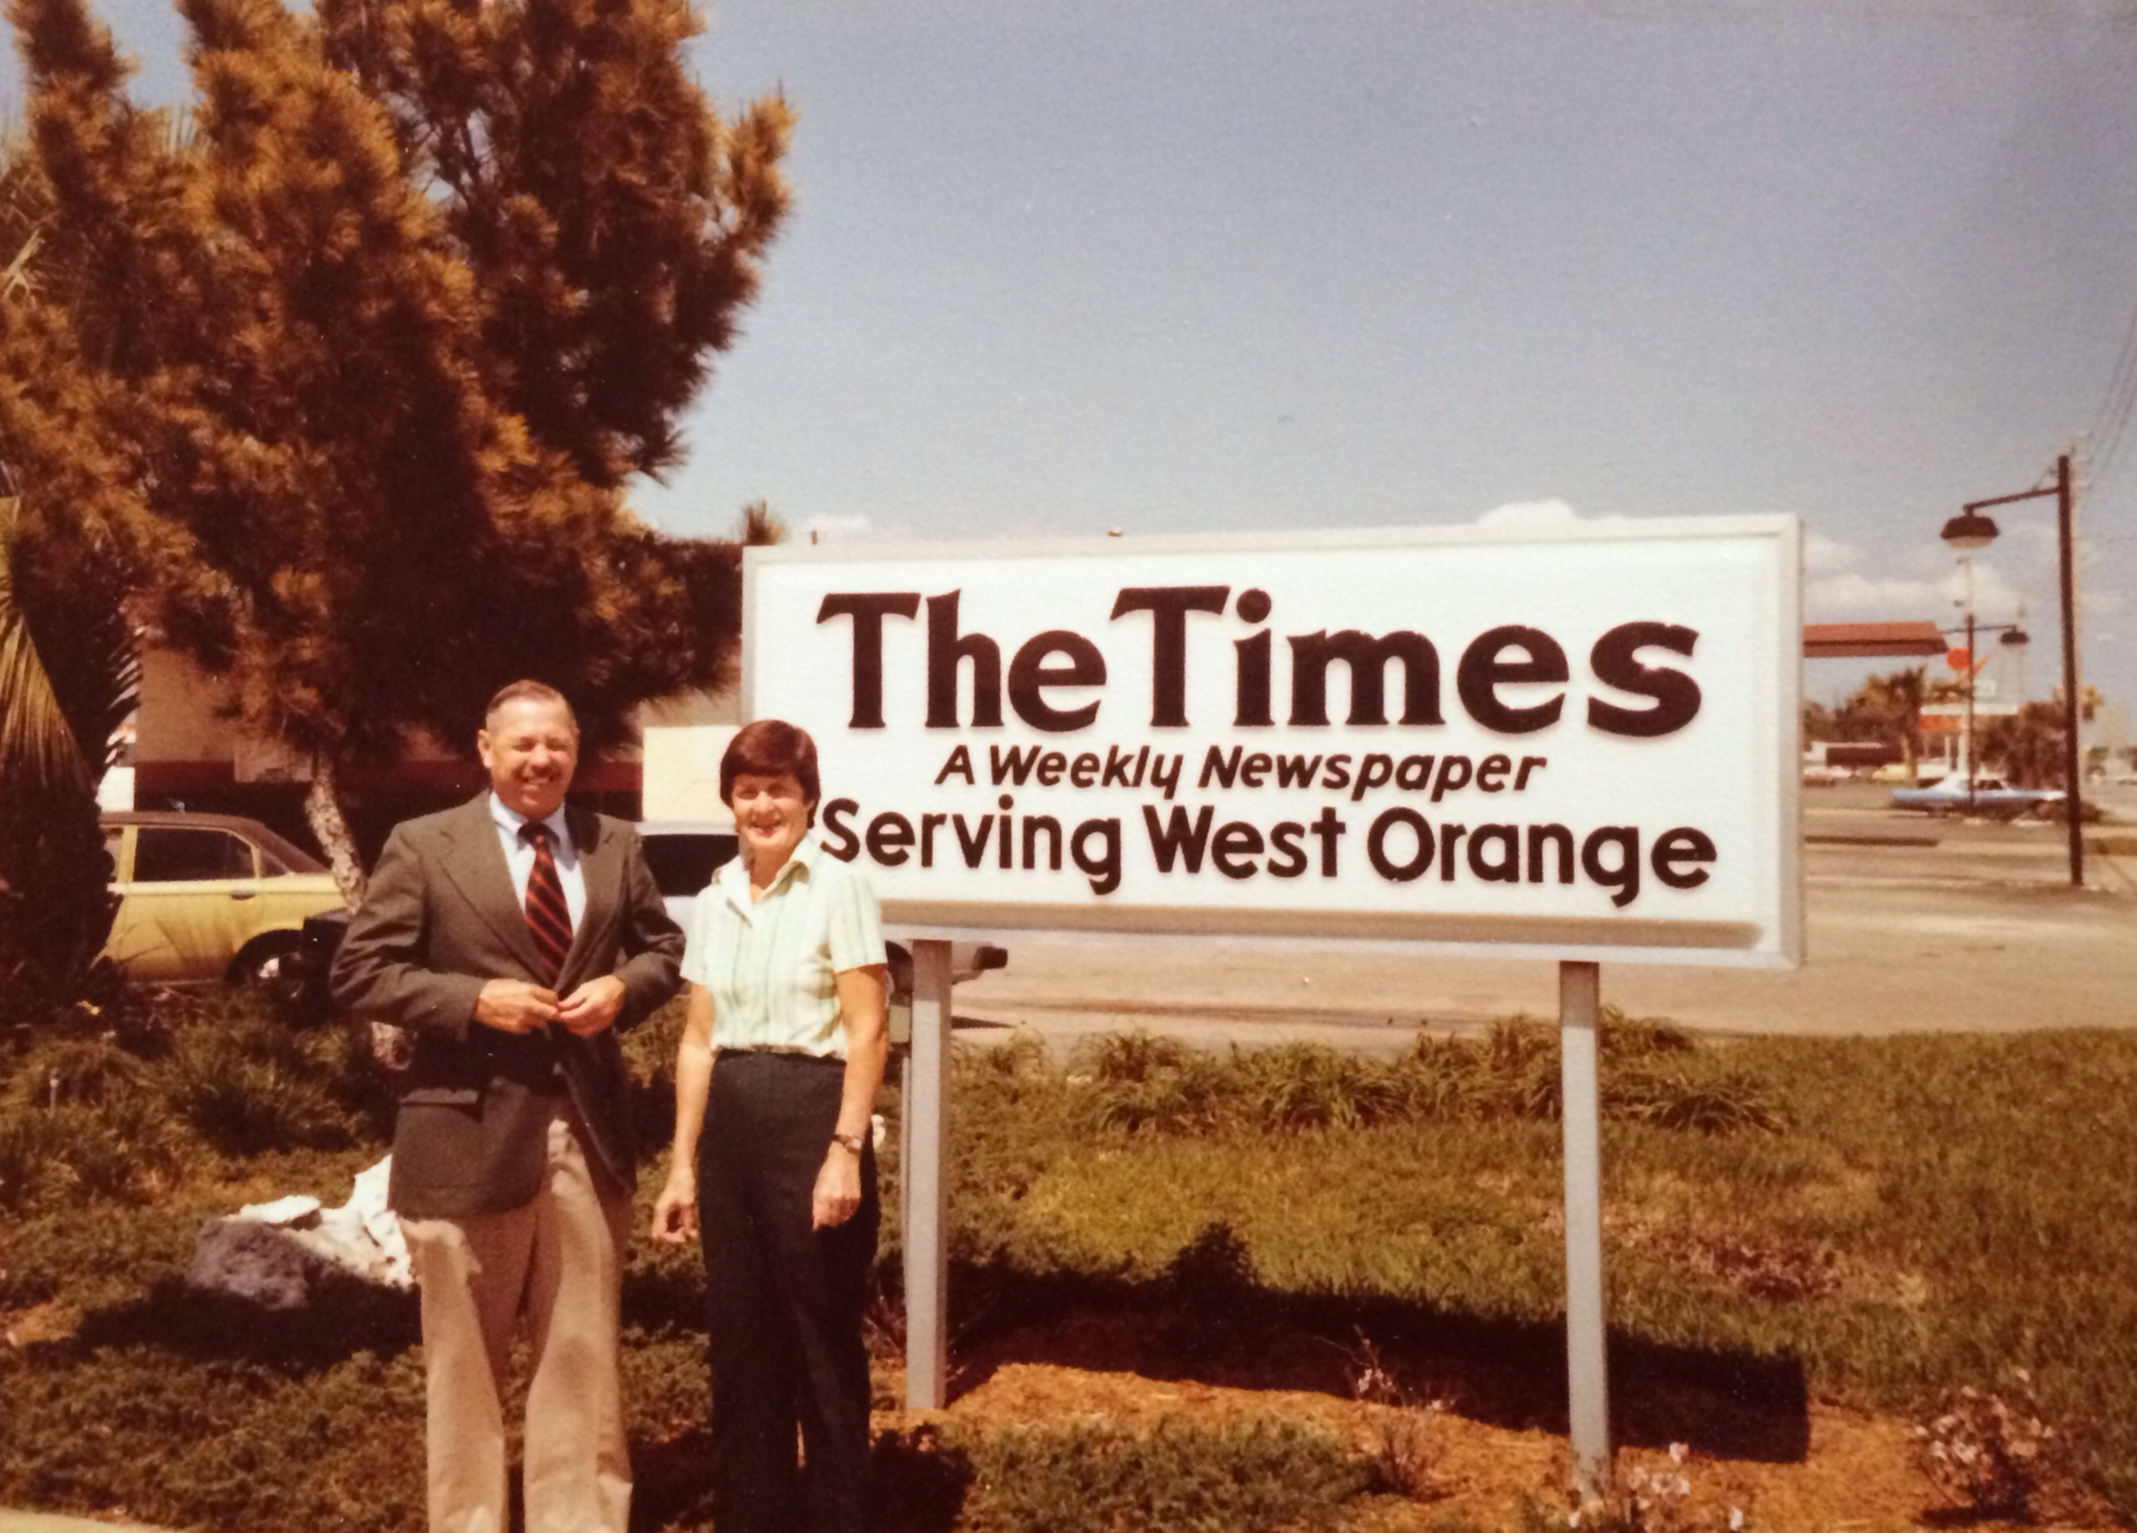 The Times
A Weekly Newspaper
Serving West Orange